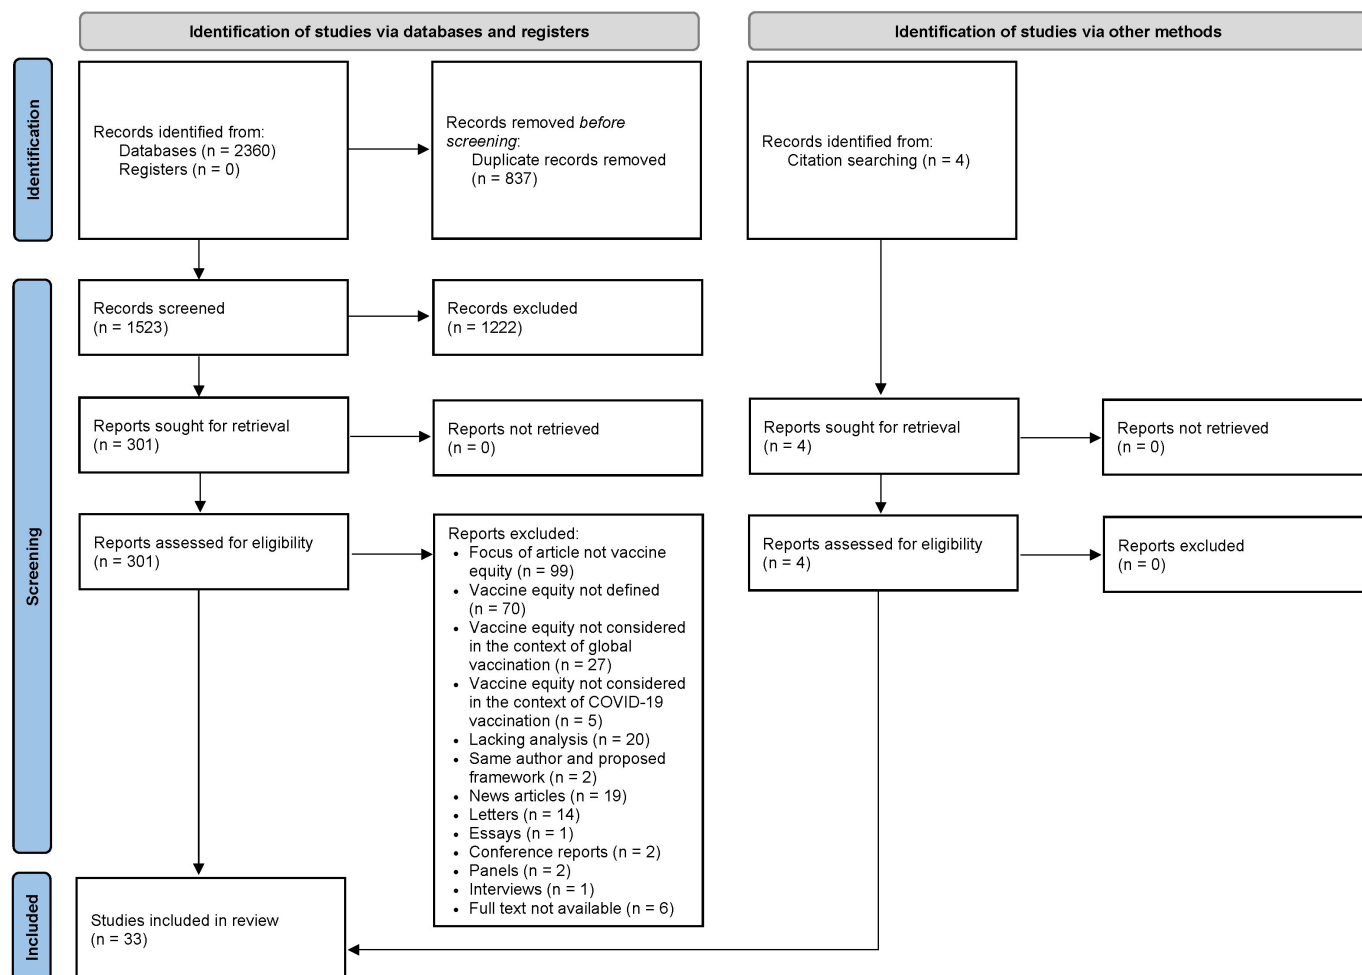 Identification of studies via databases and registers
Identification of studies via other methods
Identification
Records identified from:
Databases (n = 2360)
Registers (n = 0)
Records removed before
screening:
Duplicate records removed
(n = 837)
Records identified from:
Citation searching (n = 4)
Screening
Records screened
(n = 1523)
Records excluded
(n = 1222)
Reports sought for retrieval
(n = 301)
Reports not retrieved
(n = 0)
Reports sought for retrieval
(n = 4)
Reports not retrieved
(n = 0)
Reports assessed for eligibility
(n = 301)
Reports excluded:
• Focus of article not vaccine
equity (n = 99)
• Vaccine equity not defined
(n = 70)
• Vaccine equity not considered
in the context of global
vaccination (n = 27)
• Vaccine equity not considered
in the context of COVID-19
vaccination (n = 5)
• Lacking analysis (n = 20)
• Same author and proposed
framework (n = 2)
• News articles (n = 19)
• Letters (n = 14)
• Essays (n = 1)
• Conference reports (n = 2)
• Panels (n = 2)
• Interviews (n = 1)
• Full text not available (n = 6)
Reports assessed for eligibility
(n = 4)
Reports excluded
(n = 0)
Included
Studies included in review
(n = 33)